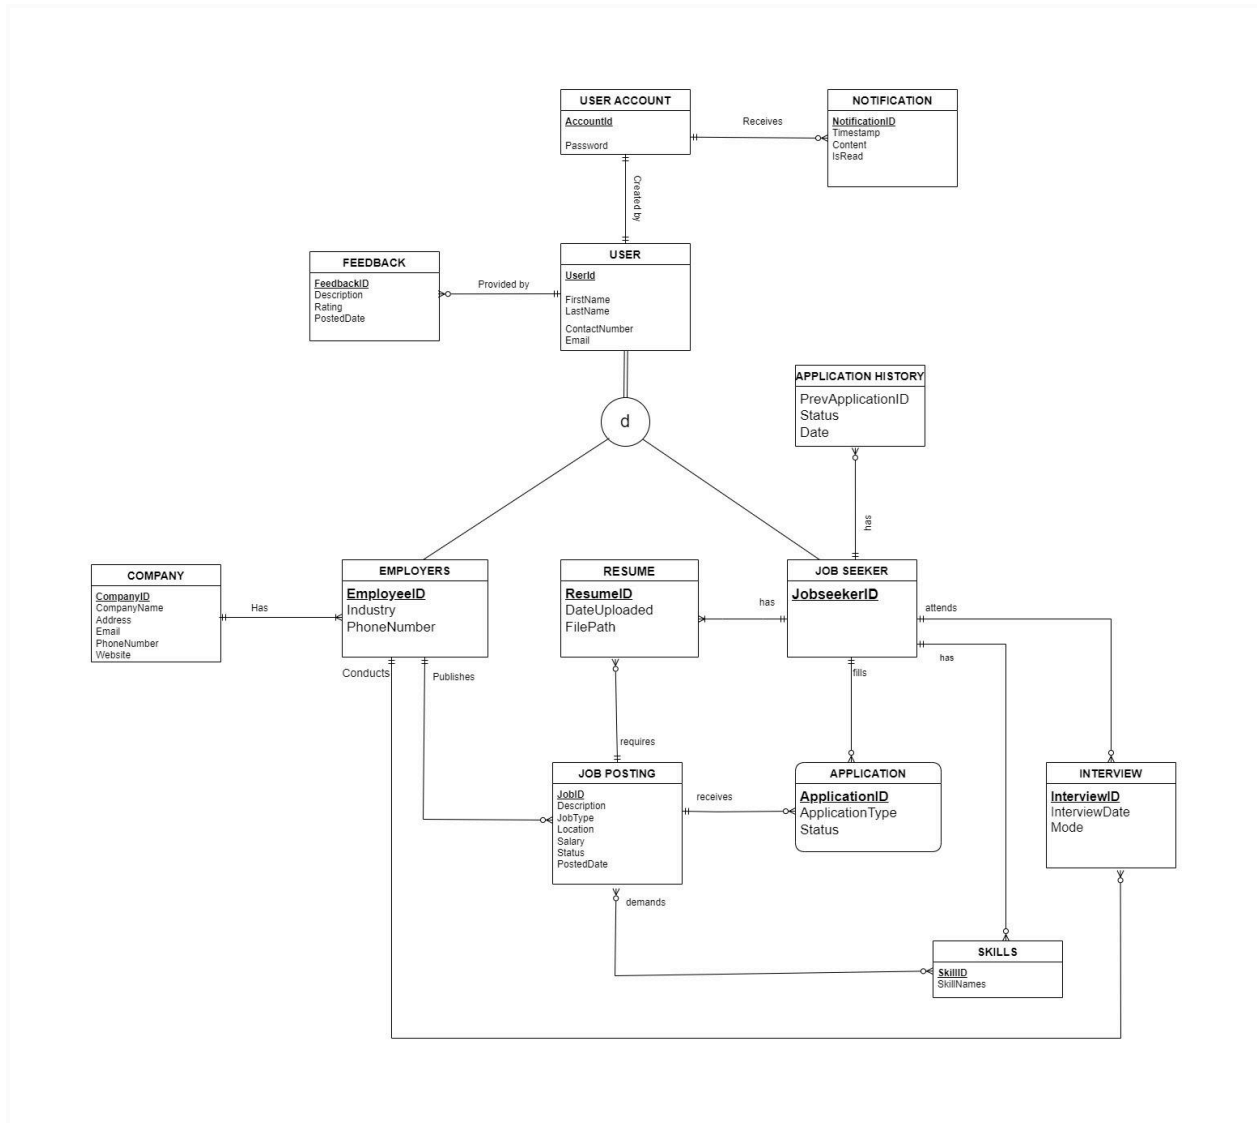 USER ACCOUNT
AccountId
Password
Receives
NOTIFICATION
NotificationID
Timestamp
Content
IsRead
Created by
USER
UserId
FirstName
LastName
ContactNumber
Email
FEEDBACK
FeedbackID
Description
Rating
PostedDate
Provided by
d
APPLICATION HISTORY
PrevApplicationID
Status
Date
has
COMPANY
CompanyID
CompanyName
Address
Email
PhoneNumber
Website
Has
EMPLOYERS
EmployeeID
Industry
PhoneNumber
RESUME
ResumeID
DateUploaded
FilePath
has
JOB SEEKER
JobseekerID
attends
has
Conducts
Publishes
fills
requires
JOB POSTING
JobID
Description
JobType
Location
Salary
Status
PostedDate
receives
APPLICATION
ApplicationID
ApplicationType
Status
INTERVIEW
InterviewID
InterviewDate
Mode
demands
SKILLS
SkillID
SkillNames